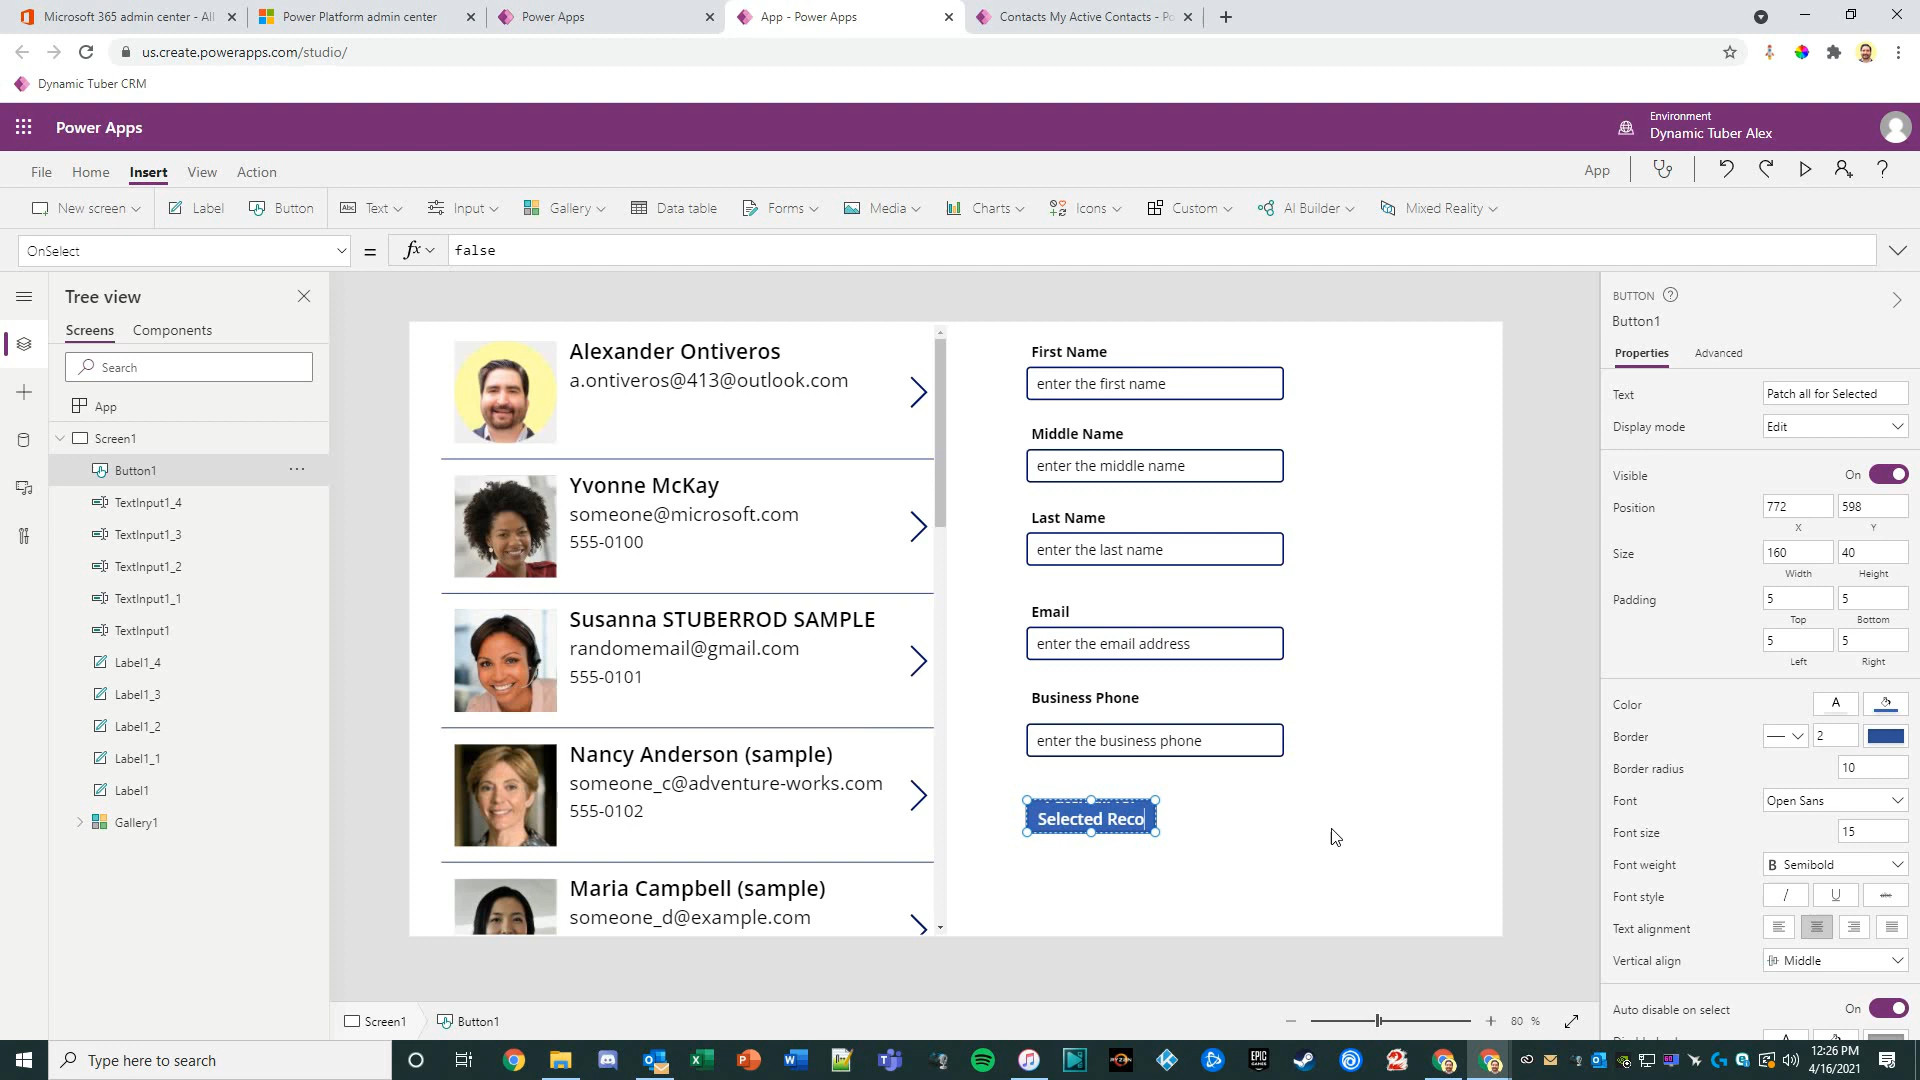 Microsoft 365 admin center - All
Power Platform admin center
Power Apps
App - Power Apps
Contacts My Active Contacts - Po
us.create.powerapps.com/studio/
Dynamic Tuber CRM
Power Apps
Environment
Dynamic Tuber Alex
File
Home
Insert
View
Action
App
New screen
Label
Button
Text
Input
Gallery
Data table
Forms
Media
Charts
Icons
Custom
AI Builder
Mixed Reality
OnSelect
=
fx
false
Tree view
Screens
Components
Search
App
Screen1
Button1
TextInput1_4
TextInput1_3
TextInput1_2
TextInput1_1
TextInput1
Label1_4
Label1_3
Label1_2
Label1_1
Label1
Gallery1
Alexander Ontiveros
a.ontiveros@413@outlook.com
Yvonne McKay
someone@microsoft.com
555-0100
Susanna STUBERROD SAMPLE
randomemail@gmail.com
555-0101
Nancy Anderson (sample)
someone_c@adventure-works.com
555-0102
Maria Campbell (sample)
someone_d@example.com
First Name
enter the first name
Middle Name
enter the middle name
Last Name
enter the last name
Email
enter the email address
Business Phone
enter the business phone
Selected Reco
BUTTON
Button1
Properties
Advanced
Text
Patch all for Selected
Display mode
Edit
Visible
On
Position
772
598
X
Y
Size
160
40
Width
Height
Padding
5
5
Top
Bottom
5
5
Left
Right
Color
A
Border
2
Border radius
10
Font
Open Sans
Font size
15
Font weight
B Semibold
Font style
/
U
abc
Text alignment
Vertical align
Middle
Auto disable on select
On
Screen1
Button1
80 %
Type here to search
12:26 PM
4/16/2021